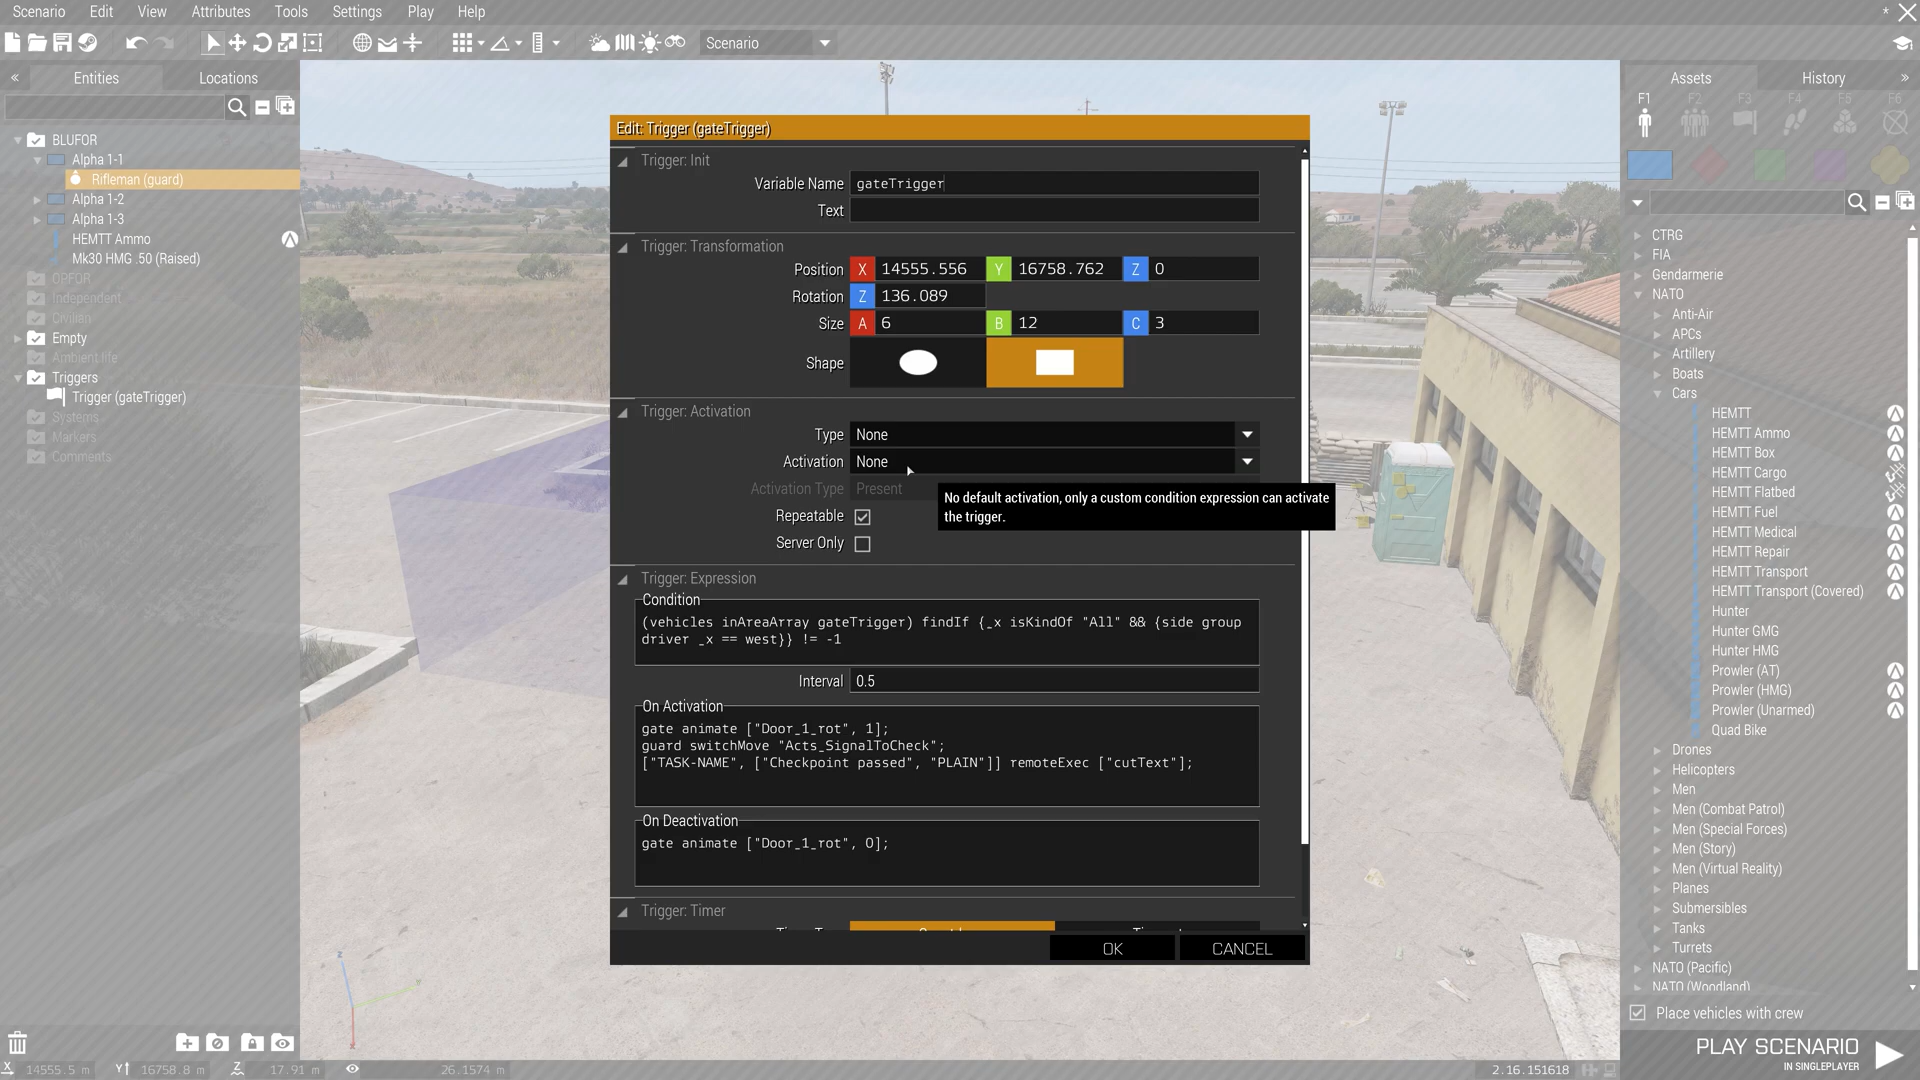 Scenario Edit View Attributes Tools Settings Play Help
* 
Scenario
Entities Locations
BLUFOR
Alpha 1-1
Rifleman (guard)
Alpha 1-2
Alpha 1-3
HEMTT Ammo
Mk30 HMG .50 (Raised)
OPFOR
Independent
Civilian
Empty
Ambient life
Triggers
Trigger (gateTrigger)
Systems
Markers
Comments
Edit: Trigger (gateTrigger)
Trigger: Init
Variable Name gateTrigger
Text
Trigger: Transformation
Position X 14555.556 Y 16758.762 Z 0
Rotation Z 136.089
Size A 6 B 12 C 3
Shape
Trigger: Activation
Type None
Activation None
Activation Type Present
No default activation, only a custom condition expression can activate
the trigger.
Repeatable
Server Only
Trigger: Expression
Condition
(vehicles inAreaArray gateTrigger) findIf {_x isKindOf "All" && {side group
driver _x == west}} != -1
Interval 0.5
On Activation
gate animate ["Door_1_rot", 1];
guard switchMove "Acts_SignalToCheck";
["TASK-NAME", ["Checkpoint passed", "PLAIN"]] remoteExec ["cutText"];
On Deactivation
gate animate ["Door_1_rot", 0];
Trigger: Timer
OK CANCEL
Assets History
F1 F2 F3 F4 F5 F6
CTRG
FIA
Gendarmerie
NATO
Anti-Air
APCs
Artillery
Boats
Cars
HEMTT
HEMTT Ammo
HEMTT Box
HEMTT Cargo
HEMTT Flatbed
HEMTT Fuel
HEMTT Medical
HEMTT Repair
HEMTT Transport
HEMTT Transport (Covered)
Hunter
Hunter GMG
Hunter HMG
Prowler (AT)
Prowler (HMG)
Prowler (Unarmed)
Quad Bike
Drones
Helicopters
Men
Men (Combat Patrol)
Men (Special Forces)
Men (Story)
Men (Virtual Reality)
Planes
Submersibles
Tanks
Turrets
NATO (Pacific)
NATO (Woodland)
Place vehicles with crew
PLAY SCENARIO
IN SINGLEPLAYER
X 14555.5 m Y 16758.8 m Z 17.91 m 26.1574 m 2.16.151618